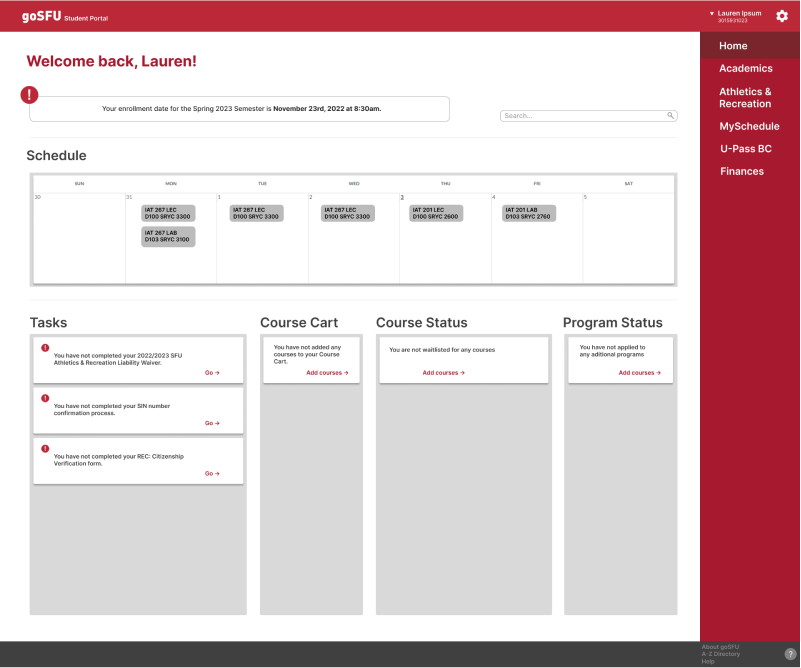 goSFU Student Portal
▼ Lauren Ipsum
3015931023
Home
Academics
Athletics &
Recreation
MySchedule
U-Pass BC
Finances
Welcome back, Lauren!
!
Your enrollment date for the Spring 2023 Semester is November 23rd, 2022 at 8:30am.
Search...
Schedule
SUN MON TUE WED THU FRI SAT
30 31 1 2 3 4 5
IAT 267 LEC
D100 SRYC 3300
IAT 267 LAB
D103 SRYC 3100
IAT 267 LEC
D100 SRYC 3300
IAT 267 LEC
D100 SRYC 3300
IAT 201 LEC
D100 SRYC 2600
IAT 201 LAB
D103 SRYC 2760
Tasks
!
You have not completed your 2022/2023 SFU
Athletics & Recreation Liability Waiver.
Go →
!
You have not completed your SIN number
confirmation process.
Go →
!
You have not completed your REC: Citizenship
Verification form.
Go →
Course Cart
You have not added any
courses to your Course
Cart.
Add courses →
Course Status
You are not waitlisted for any courses
Add courses →
Program Status
You have not applied to
any aditional programs
Add courses →
About goSFU
A-Z Directory
Help
?